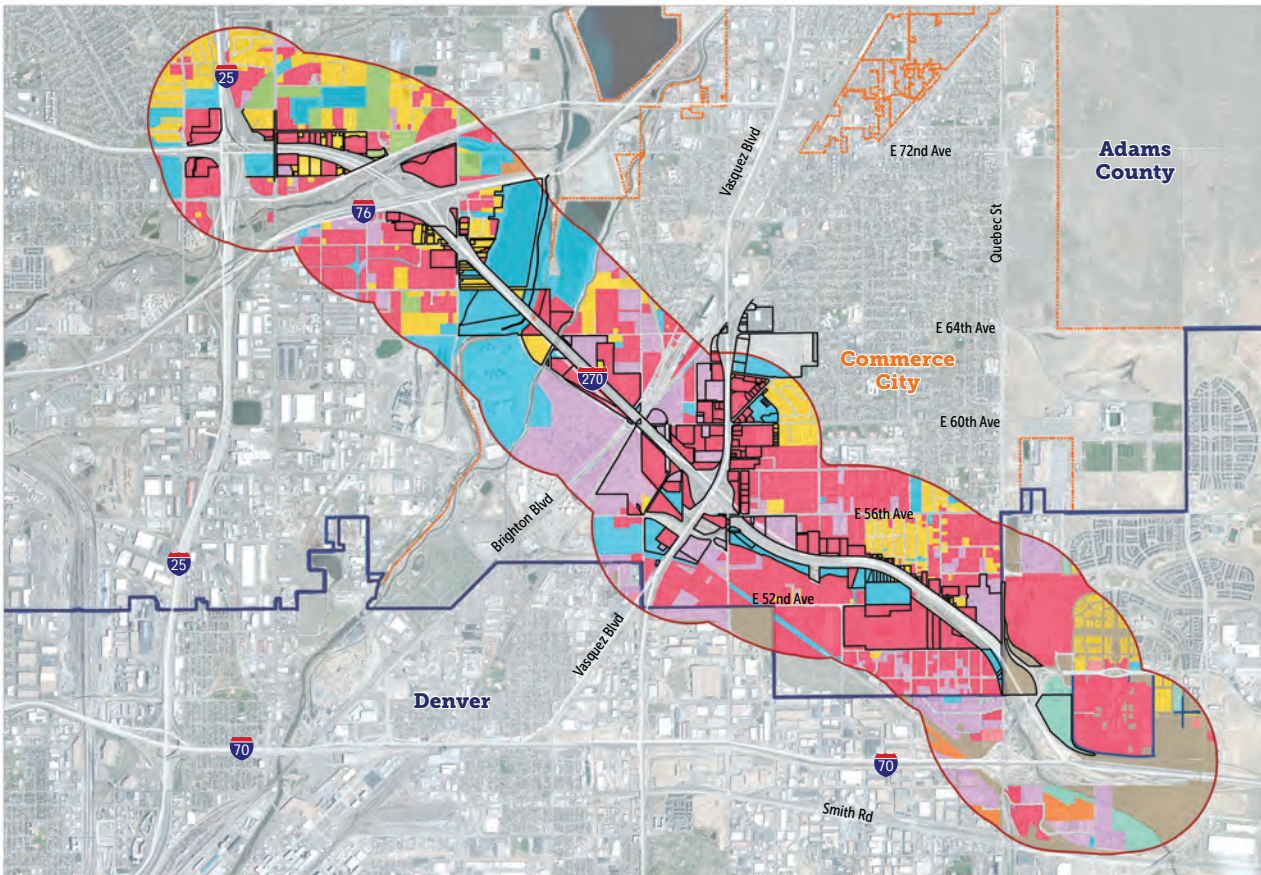 25
E 72nd Ave
Vasquez Blvd
Adams
County
76
Quebec St
E 64th Ave
Commerce
City
270
E 60th Ave
E 56th Ave
Brighton Blvd
25
E 52nd Ave
Vasquez Blvd
Denver
70
70
Smith Rd